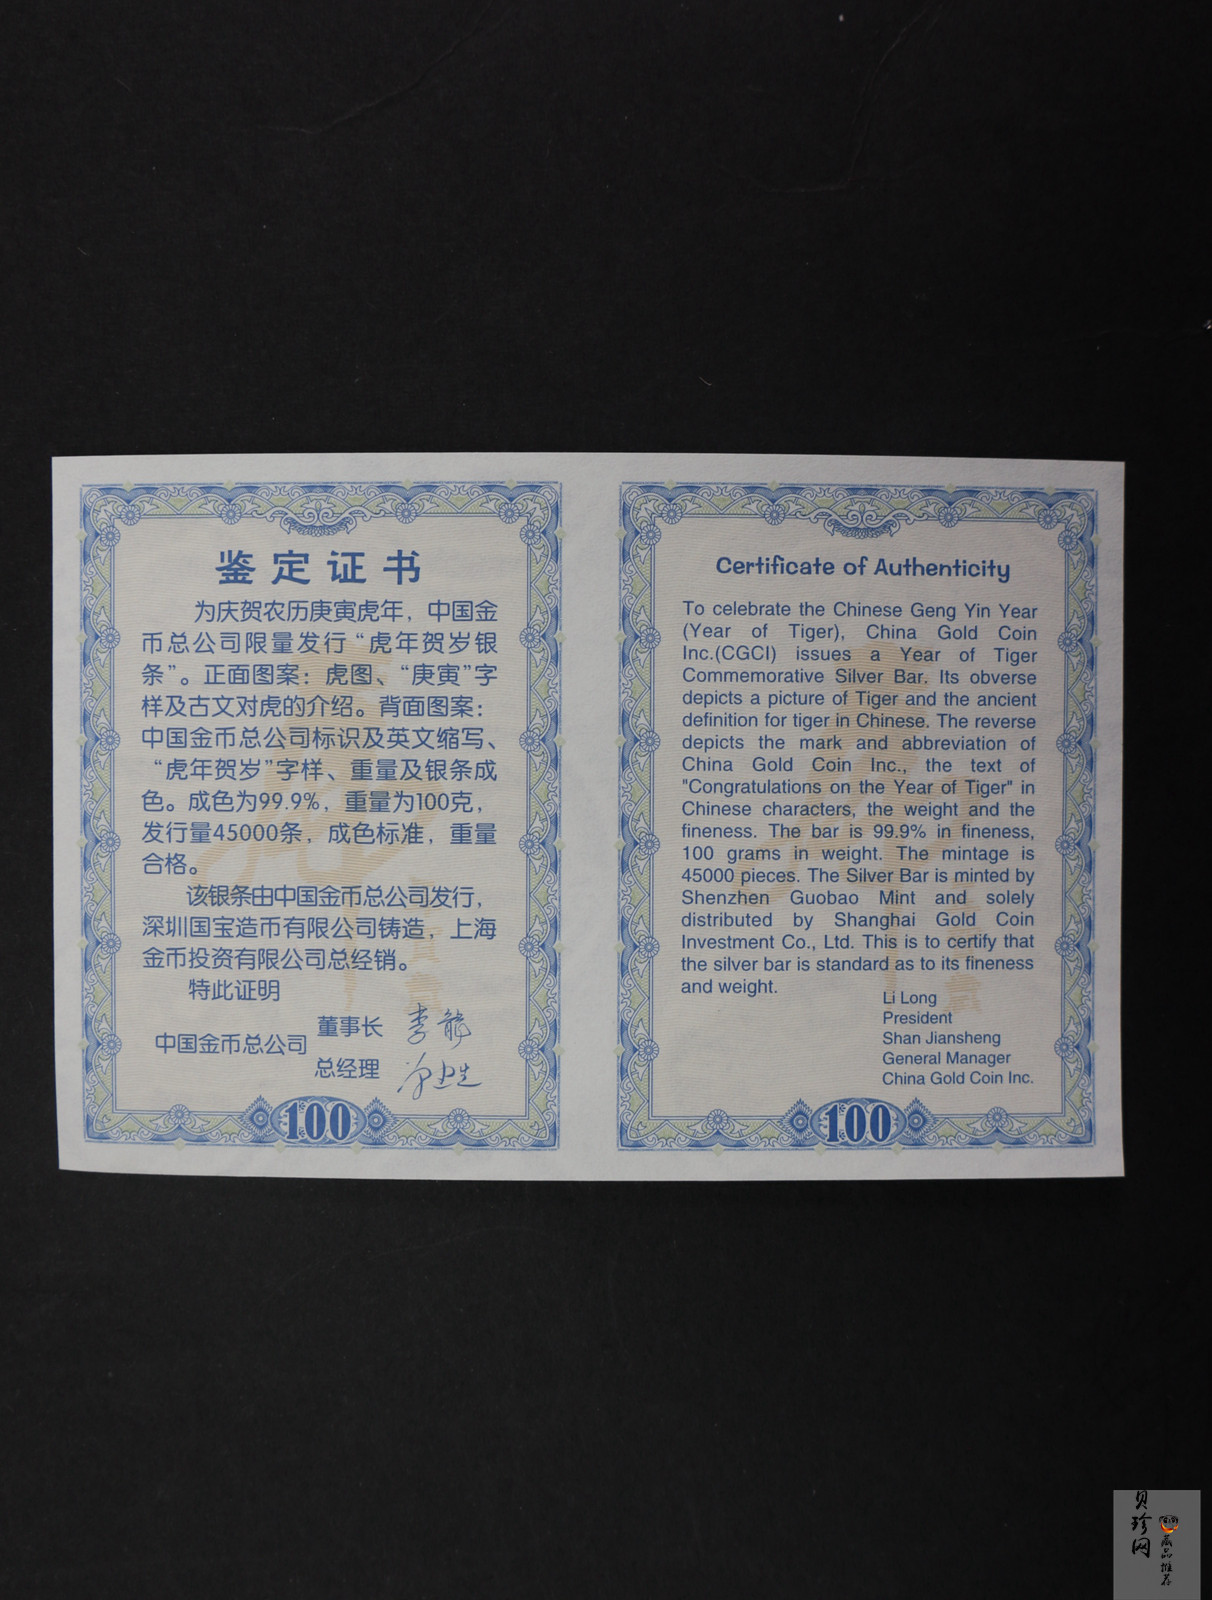 鉴定证书
为庆贺农历庚寅虎年，中国金
币总公司限量发行“虎年贺岁银
条”。正面图案：虎图、“庚寅”字
样及古文对虎的介绍。背面图案：
中国金币总公司标识及英文缩写、
“虎年贺岁”字样、重量及银条成
色。成色为99.9%，重量为100克，
发行量45000条，成色标准，重量
合格。
该银条由中国金币总公司发行，
深圳国宝造币有限公司铸造，上海
金币投资有限公司总经销。
特此证明
中国金币总公司
董事长 李龙
总经理
100
Certificate of Authenticity
To celebrate the Chinese Geng Yin Year
(Year of Tiger), China Gold Coin
Inc.(CGCI) issues a Year of Tiger
Commemorative Silver Bar. Its obverse
depicts a picture of Tiger and the ancient
definition for tiger in Chinese. The reverse
depicts the mark and abbreviation of
China Gold Coin Inc., the text of
"Congratulations on the Year of Tiger" in
Chinese characters, the weight and the
fineness. The bar is 99.9% in fineness,
100 grams in weight. The mintage is
45000 pieces. The Silver Bar is minted by
Shenzhen Guobao Mint and solely
distributed by Shanghai Gold Coin
Investment Co., Ltd. This is to certify that
the silver bar is standard as to its fineness
and weight.
Li Long
President
Shan Jiansheng
General Manager
China Gold Coin Inc.
100
贝珍网
藏品推荐